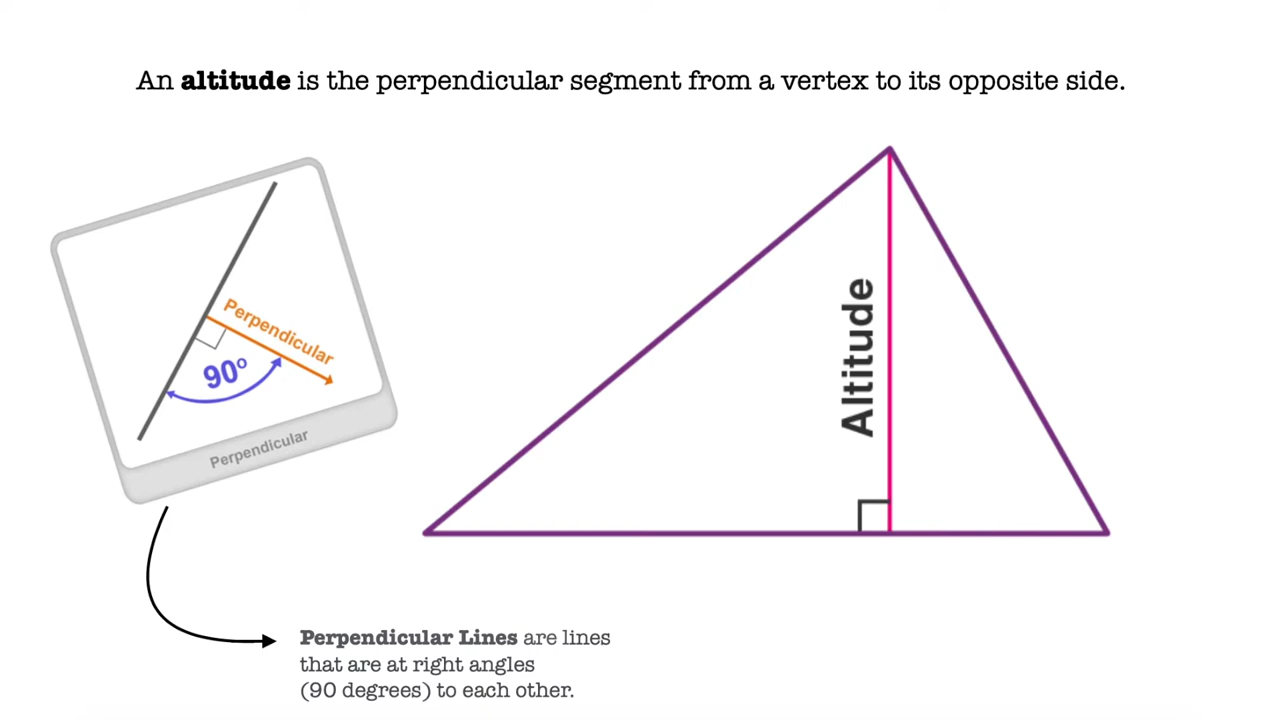 An altitude is the perpendicular segment from a vertex to its opposite side.
Perpendicular
90º
Perpendicular
Altitude
Perpendicular Lines are lines
that are at right angles
(90 degrees) to each other.